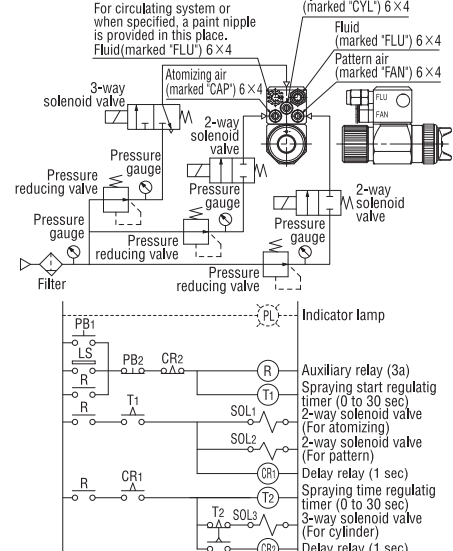 For circulating system or
when specified, a paint nipple
is provided in this place.
Fluid(marked "FLU") 6×4
(marked "CYL") 6×4
Fluid
(marked "FLU") 6×4
Pattern air
(marked "FAN") 6×4
Atomizing air
(marked "CAP") 6×4
FLU
FAN
3-way
solenoid valve
2-way
solenoid
valve
Pressure
gauge
Pressure
reducing valve
Pressure
gauge
2-way
solenoid
valve
Pressure
gauge
Pressure
gauge
Pressure
reducing valve
Pressure
reducing valve
Filter
PB1
PL
Indicator lamp
LS
PB2
CR2
R
R
Auxiliary relay (3a)
T1
Spraying start regulatig
timer (0 to 30 sec)
R
T1
SOL1
2-way solenoid valve
(For atomizing)
SOL2
2-way solenoid valve
(For pattern)
CR1
Delay relay (1 sec)
R
CR1
T2
Spraying time regulatig
timer (0 to 30 sec)
T2
SOL3
3-way solenoid valve
(For cylinder)
CR2
Delay relay (1 sec)